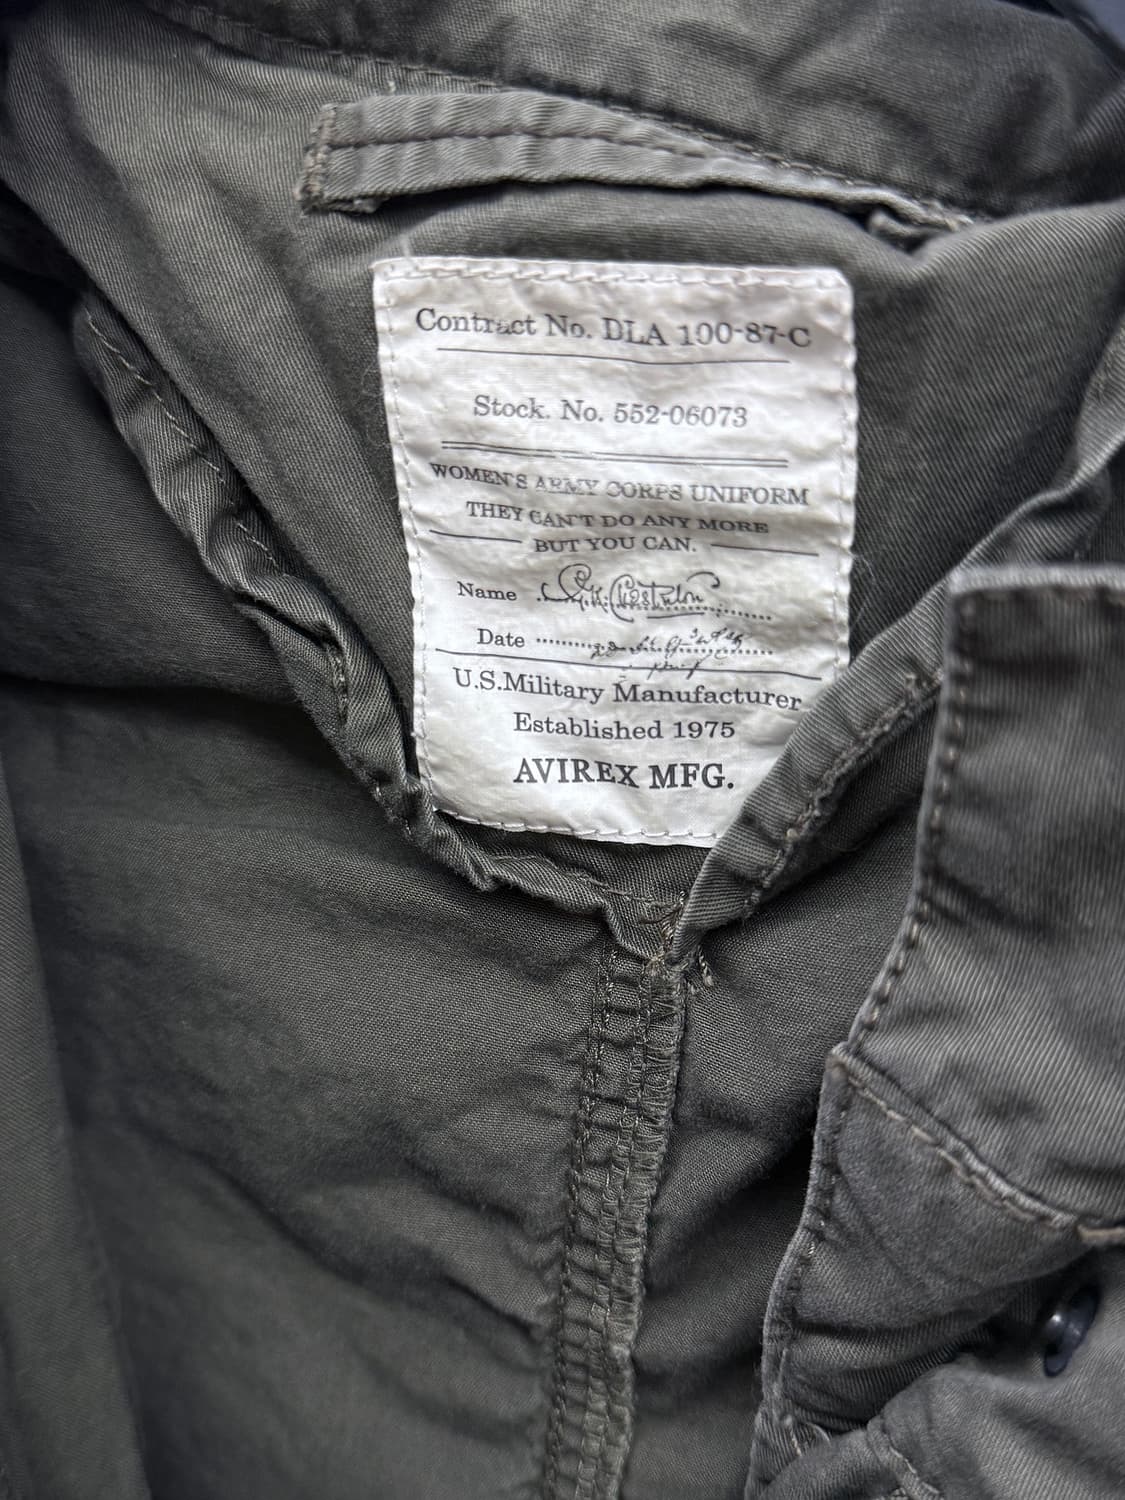 Contract No. DLA 100-87-C
Stock. No. 552-06073
WOMEN'S ARMY CORPS UNIFORM
THEY CAN'T DO ANY MORE
BUT YOU CAN.
Name
Date
U.S.Military Manufacturer
Established 1975
AVIREX MFG.